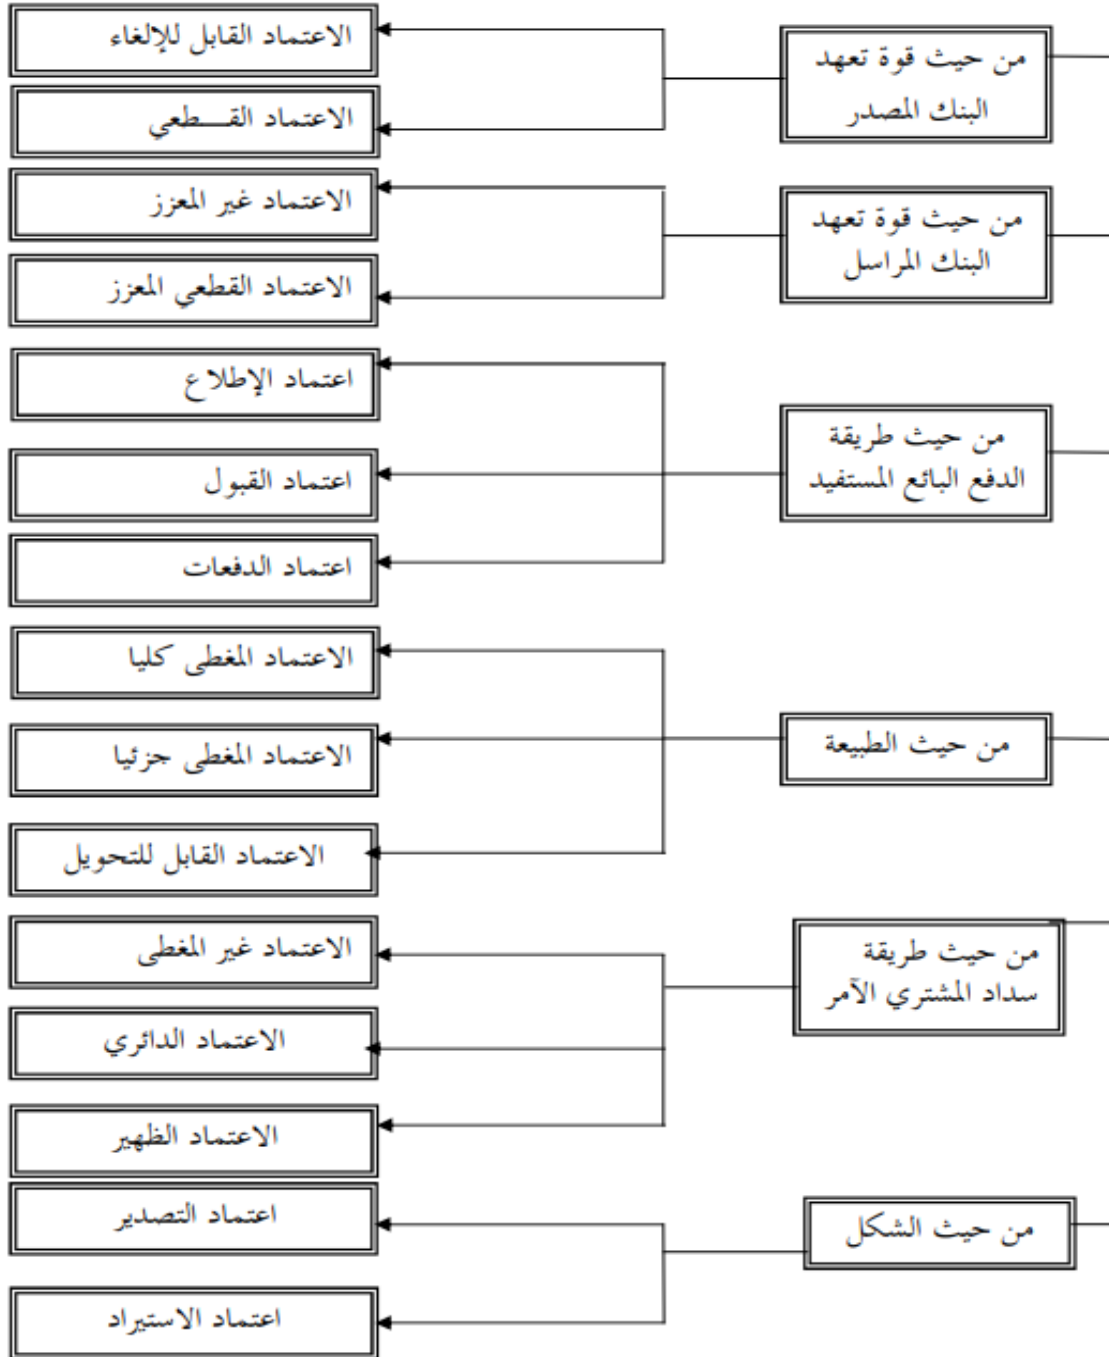 من حيث قوة تعهد
البنك المصدر
الاعتماد القابل للإلغاء
الاعتماد القـــطعي
من حيث قوة تعهد
البنك المراسل
الاعتماد غير المعزز
الاعتماد القطعي المعزز
من حيث طريقة
الدفع البائع المستفيد
اعتماد الإطلاع
اعتماد القبول
اعتماد الدفعات
من حيث الطبيعة
الاعتماد المغطى كليا
الاعتماد المغطى جزئيا
الاعتماد القابل للتحويل
من حيث طريقة
سداد المشتري الآمر
الاعتماد غير المغطى
الاعتماد الدائري
الاعتماد الظهير
من حيث الشكل
اعتماد التصدير
اعتماد الاستيراد